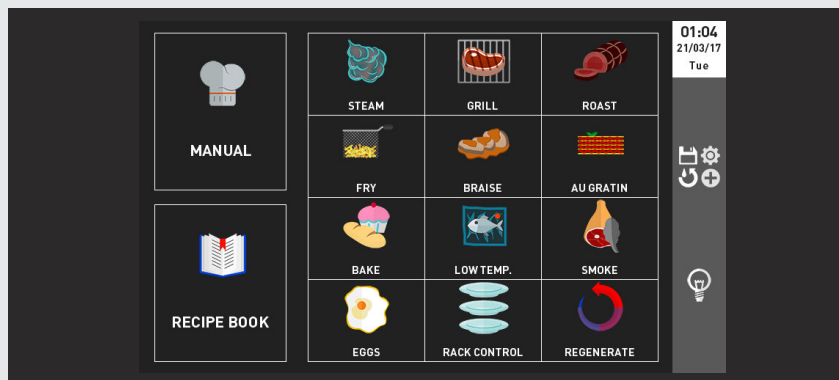 MANUAL
RECIPE BOOK
STEAM
GRILL
ROAST
FRY
BRAISE
AU GRATIN
BAKE
LOW TEMP.
SMOKE
EGGS
RACK CONTROL
REGENERATE
01:04
21/03/17
Tue